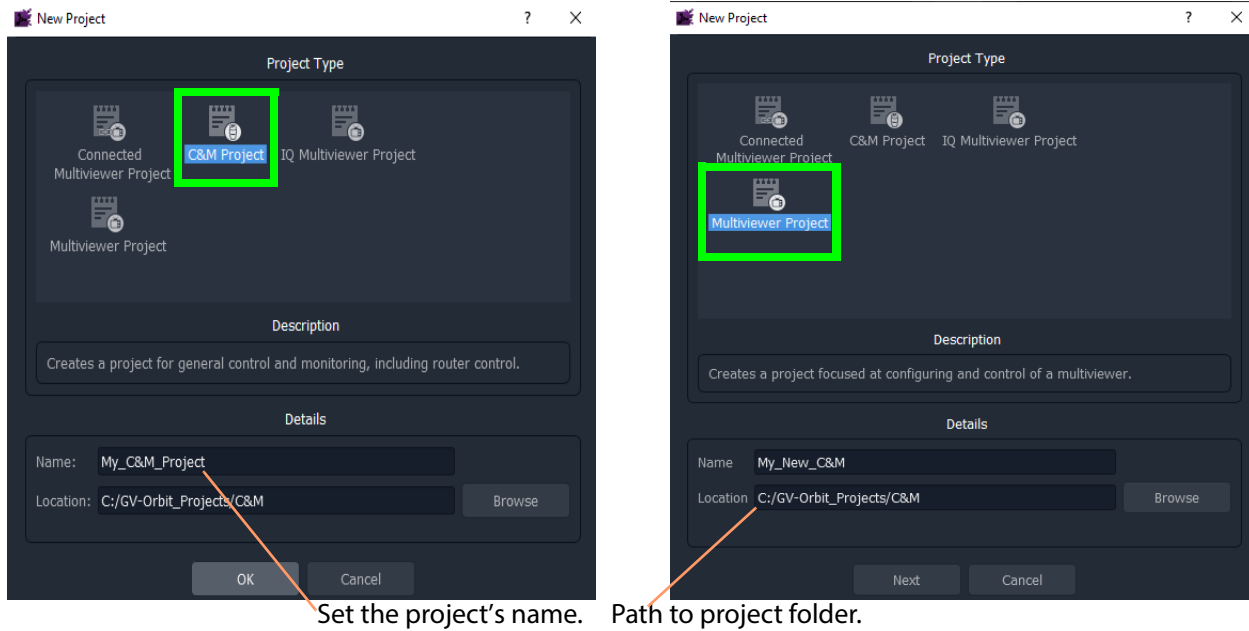 New Project
?
Project Type
Connected
Multiviewer Project
C&M Project
IQ Multiviewer Project
Multiviewer Project
Description
Creates a project for general control and monitoring, including router control.
Details
Name:
My_C&M_Project
Location:
C:/GV-Orbit_Projects/C&M
Browse
OK
Cancel
Set the project’s name.
New Project
?
Project Type
Connected
Multiviewer Project
C&M Project
IQ Multiviewer Project
Multiviewer Project
Description
Creates a project focused at configuring and control of a multiviewer.
Details
Name
My_New_C&M
Location
C:/GV-Orbit_Projects/C&M
Browse
Next
Cancel
Path to project folder.